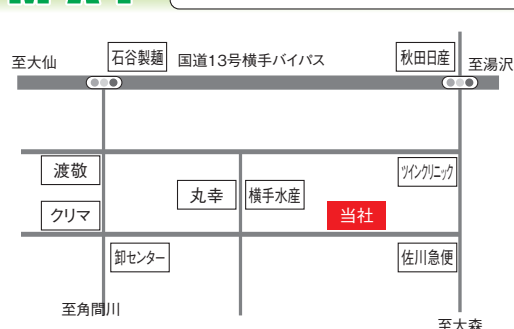 MAP
石谷製麺
国道13号横手バイパス
秋田日産
至大仙
至湯沢
渡敬
ツインクリニック
丸幸
横手水産
クリマ
当社
卸センター
佐川急便
至角間川
至大森